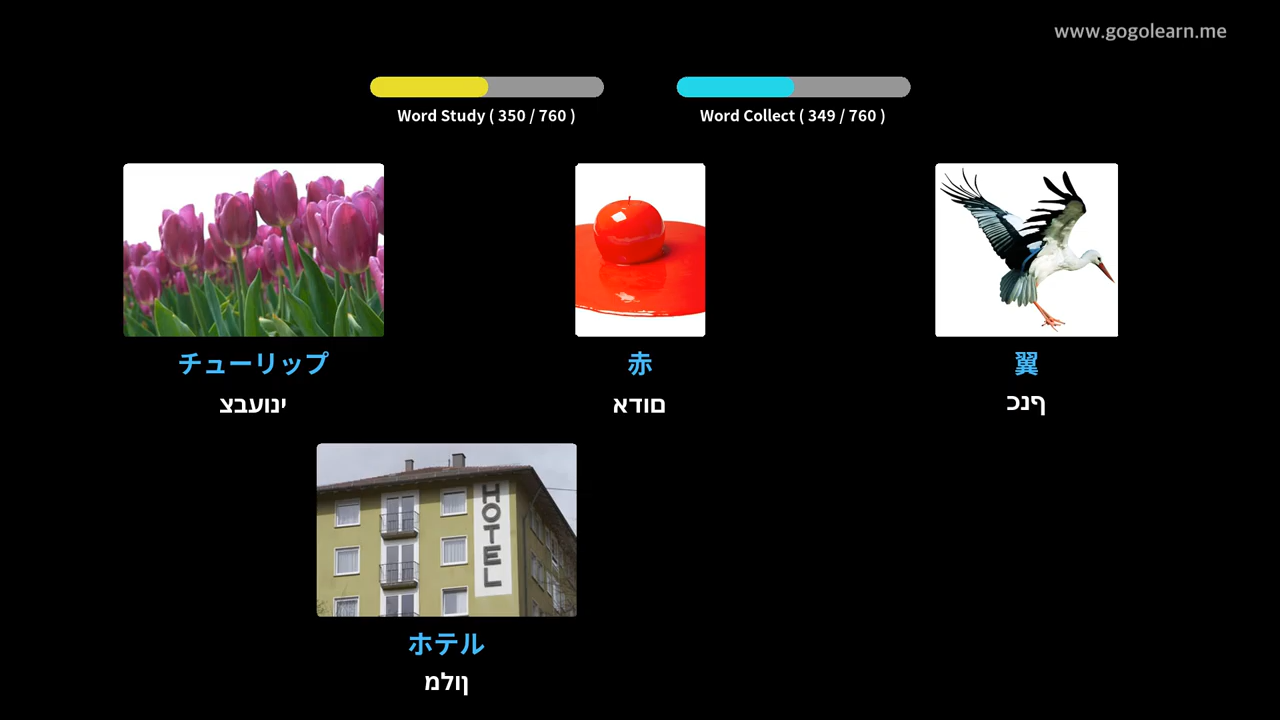 www.gogolearn.me
Word Study ( 350 / 760 )
Word Collect ( 349 / 760 )
チューリップ
צבעוני
赤
אדום
翼
כנף
HOTEL
ホテル
מלון